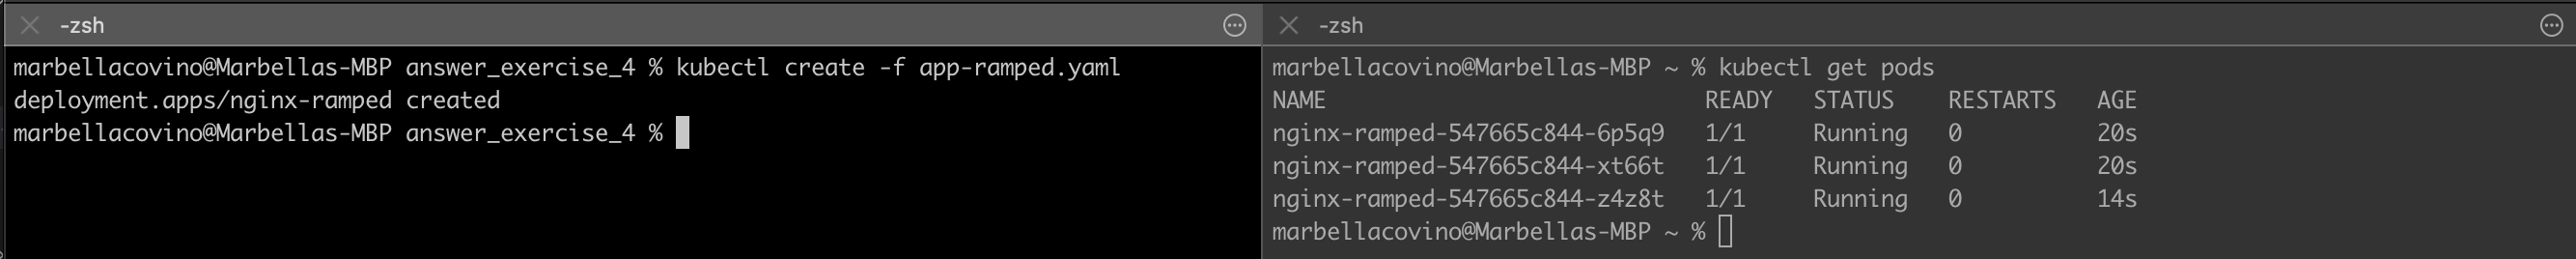 -zsh
marbellacovino@Marbellas-MBP answer_exercise_4 % kubectl create -f app-ramped.yaml
deployment.apps/nginx-ramped created
marbellacovino@Marbellas-MBP answer_exercise_4 %
-zsh
marbellacovino@Marbellas-MBP ~ % kubectl get pods
NAME READY STATUS RESTARTS AGE
nginx-ramped-547665c844-6p5q9 1/1 Running 0 20s
nginx-ramped-547665c844-xt66t 1/1 Running 0 20s
nginx-ramped-547665c844-z4z8t 1/1 Running 0 14s
marbellacovino@Marbellas-MBP ~ %